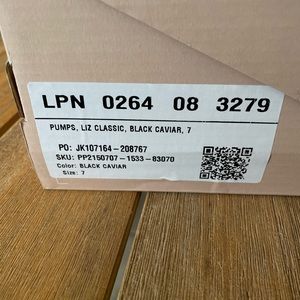 LPN 0264 08 3279
PUMPS, LIZ CLASSIC, BLACK CAVIAR, 7
PO: JK107164-208767
SKU: PP2150707-1533-83070
Color: BLACK CAVIAR
Size: 7